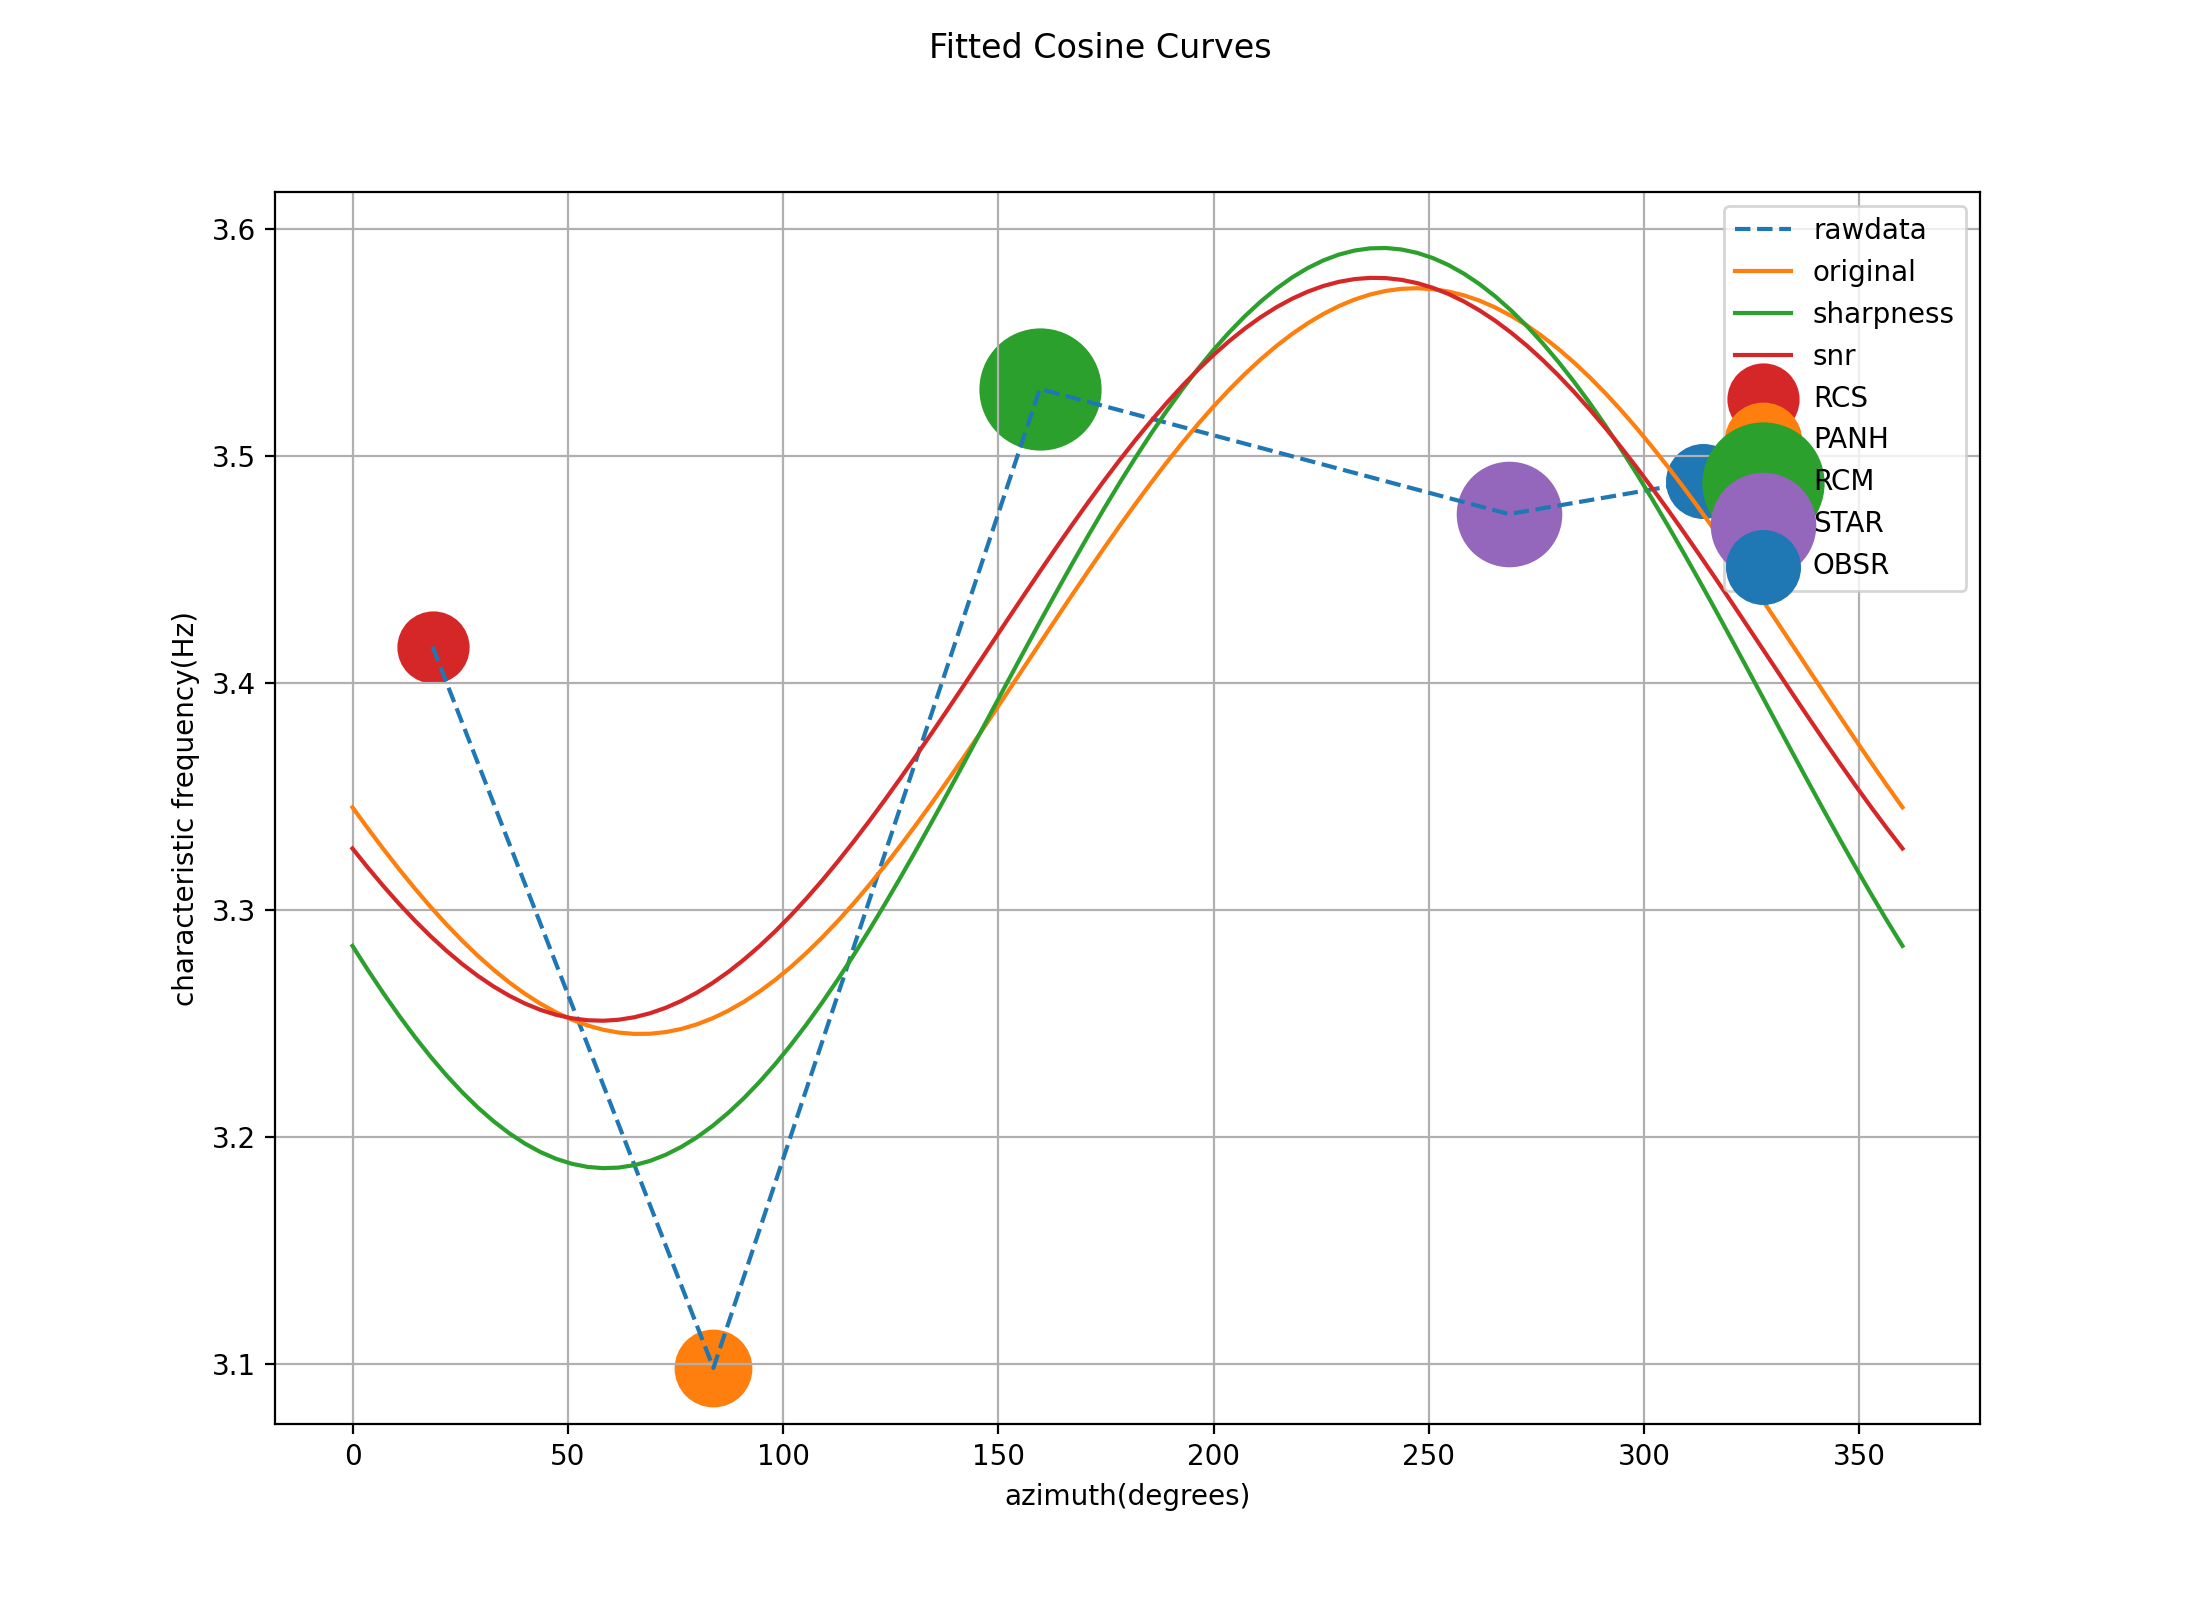 Fitted Cosine Curves
3.6
3.5
3.4
3.3
3.2
3.1
characteristic frequency(Hz)
0 50 100 150 200 250 300 350
azimuth(degrees)
rawdata
original
sharpness
snr
RCS
PANH
RCM
STAR
OBSR